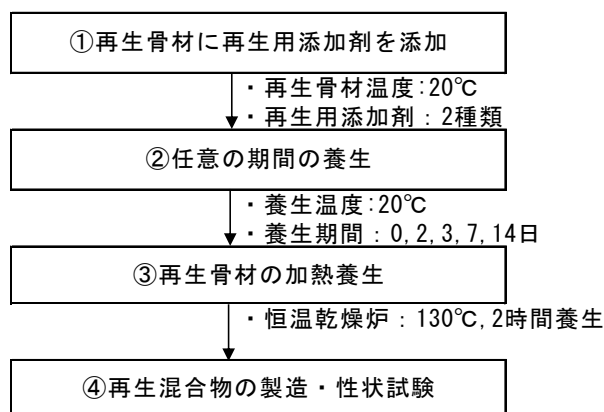 ①再生骨材に再生用添加剤を添加
・再生骨材温度:20℃
・再生用添加剤：2種類
②任意の期間の養生
・養生温度:20℃
・養生期間：0,2,3,7,14日
③再生骨材の加熱養生
・恒温乾燥炉：130℃,2時間養生
④再生混合物の製造・性状試験